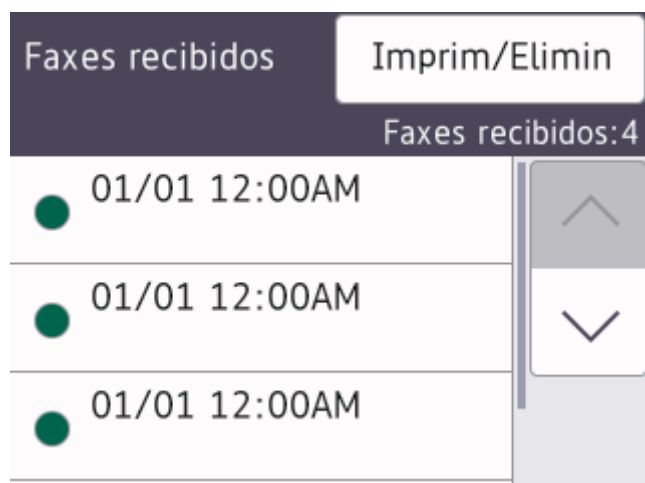 Faxes recibidos
Imprim/Elimin
Faxes recibidos:4
01/01 12:00AM
01/01 12:00AM
01/01 12:00AM